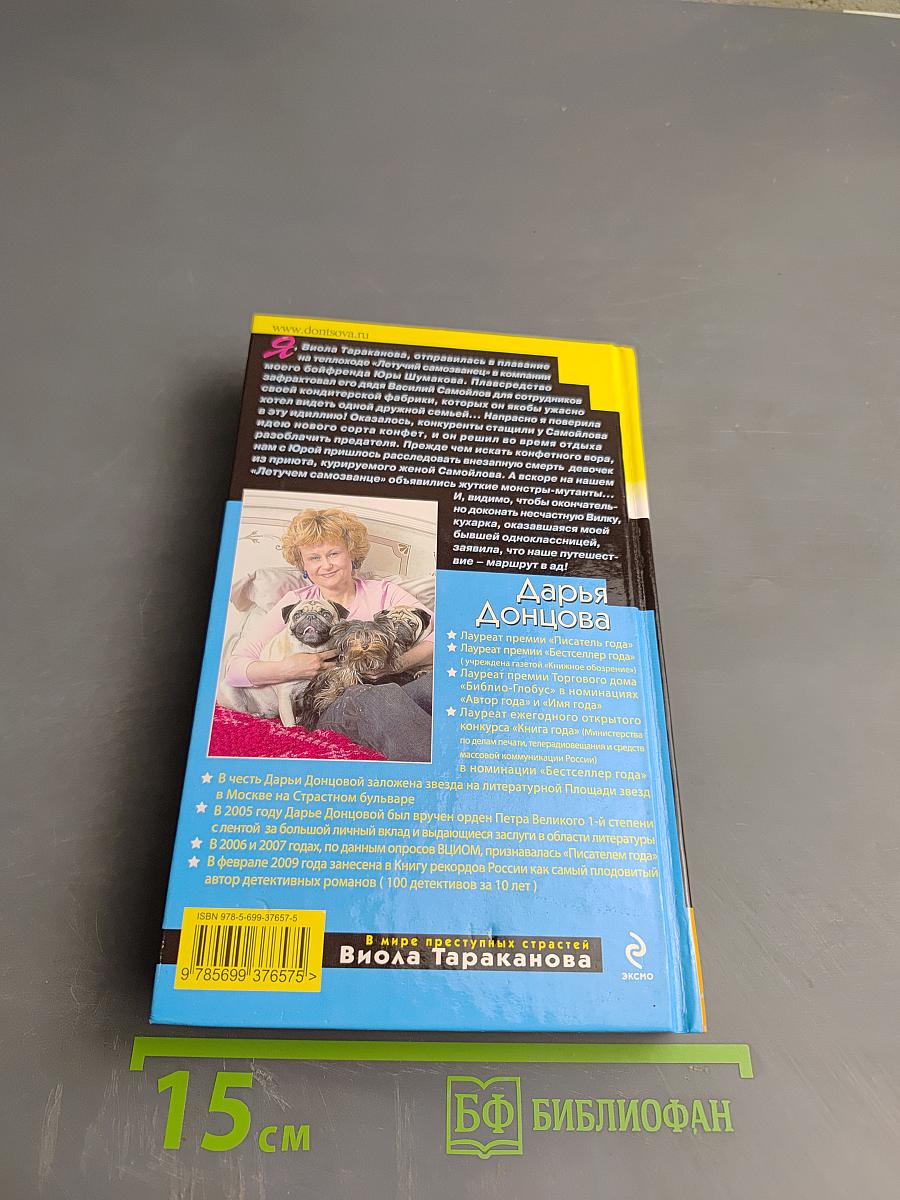 www.dontsova.ru
Я, Виола Тараканова, отправилась в плавание
на теплоходе «Летучий самозванец» в компании
моего бойфренда Юры Шумакова. Плавсредство
зафрахтовал его дядя Василий Самойлов для сотрудников
своей кондитерской фабрики, которых он якобы ужасно
хотел видеть одной дружной семьей... Напрасно я поверила
в эту идиллию! Оказалось, конкуренты стащили у Самойлова
идею нового сорта конфет, и он решил во время отдыха
разоблачить предателя. Прежде чем искать конфетного вора,
нам с Юрой пришлось расследовать внезапную смерть девочек
из приюта, курируемого женой Самойлова. А вскоре на нашем
«Летучем самозванце» объявились жуткие монстры-мутанты...
И, видимо, чтобы окончатель-
но доконать несчастную Вилку,
кухарка, оказавшаяся моей
бывшей одноклассницей,
заявила, что наше путешест-
вие – маршрут в ад!
Дарья
Донцова
Лауреат премии «Писатель года»
Лауреат премии «Бестселлер года»
( учреждена газетой «Книжное обозрение»)
Лауреат премии Торгового дома
«Библио-Глобус» в номинациях
«Автор года» и «Имя года»
Лауреат ежегодного открытого
конкурса «Книга года» (Министерства
по делам печати, телерадиовещания и средств
массовой коммуникации России)
в номинации «Бестселлер года»
В честь Дарьи Донцовой заложена звезда на литературной Площади звезд
в Москве на Страстном бульваре
В 2005 году Дарье Донцовой был вручен орден Петра Великого 1-й степени
с лентой за большой личный вклад и выдающиеся заслуги в области литературы
В 2006 и 2007 годах, по данным опросов ВЦИОМ, признавалась «Писателем года»
В феврале 2009 года занесена в Книгу рекордов России как самый плодовитый
автор детективных романов ( 100 детективов за 10 лет )
ISBN 978-5-699-37657-5
9 785699 376575 >
В мире преступных страстей
Виола Тараканова
ЭКСМО
15 см
БФ БИБЛИОФАН